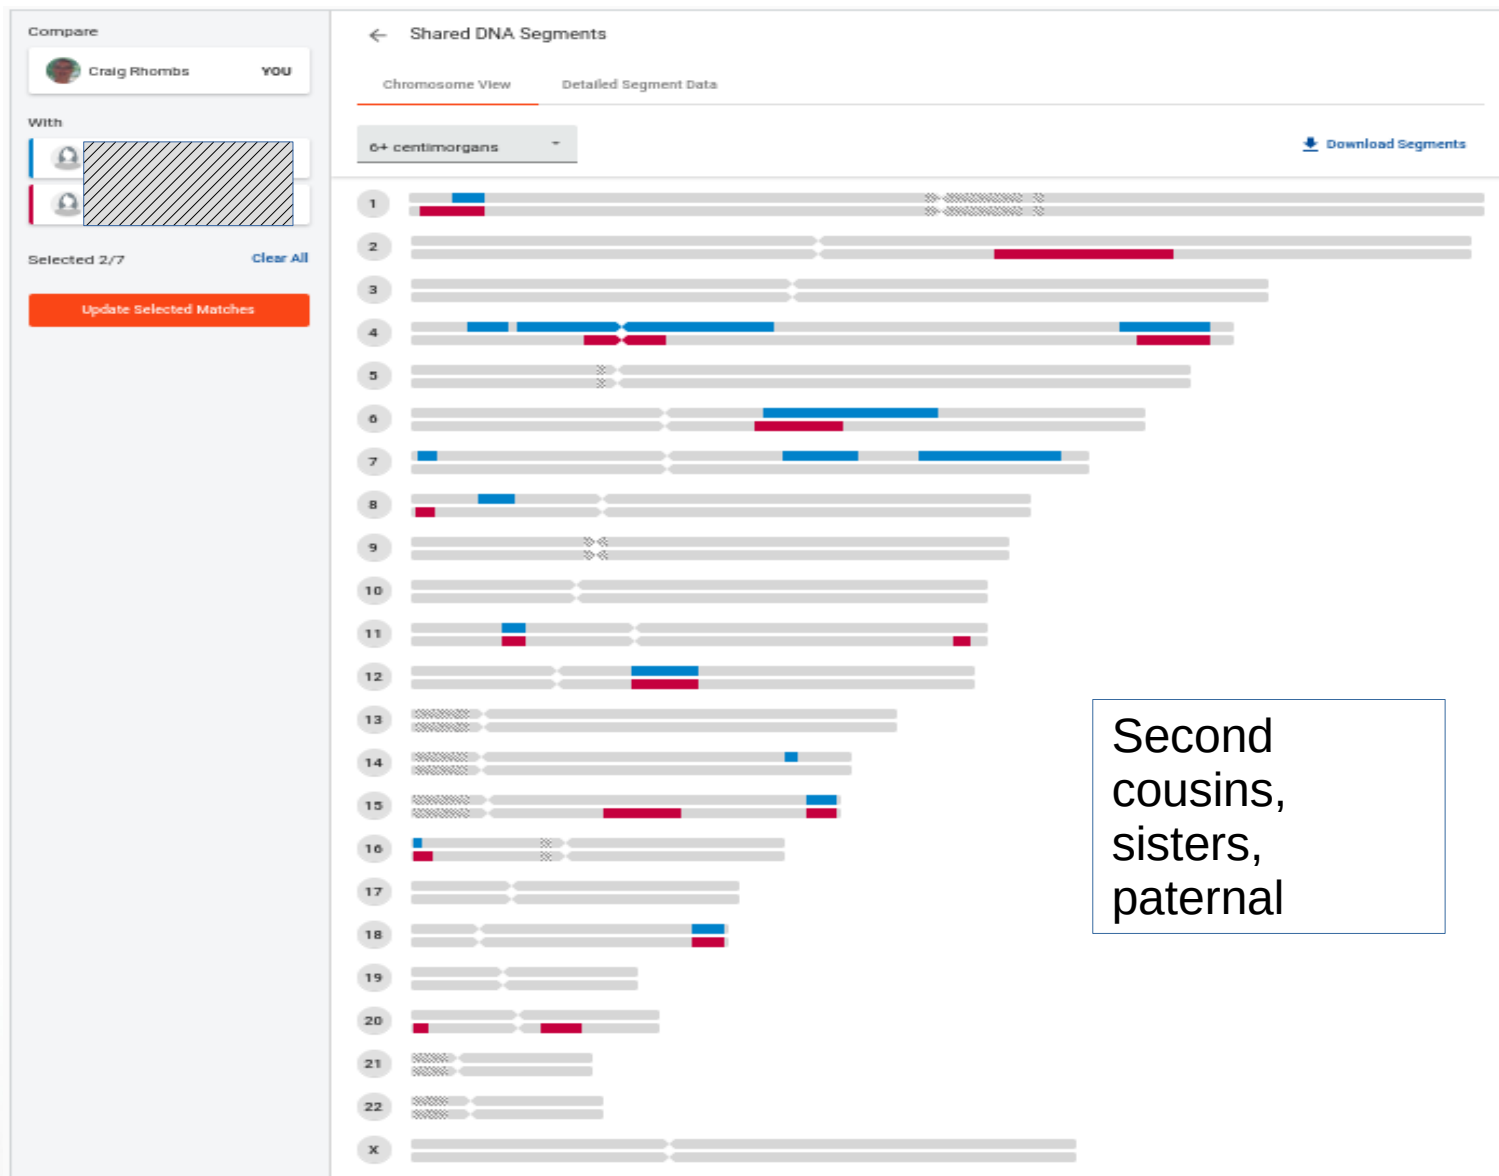 Compare
Craig Rhombs YOU
With
Selected 2/7 Clear All
Update Selected Matches
Shared DNA Segments
Chromosome View Detailed Segment Data
6+ centimorgans
Download Segments
1
2
3
4
5
6
7
8
9
10
11
12
13
14
15
16
17
18
19
20
21
22
X
Second
cousins,
sisters,
paternal